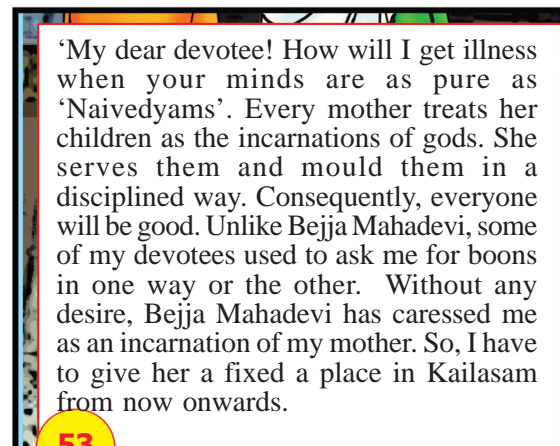 ‘My dear devotee! How will I get illness
when your minds are as pure as
‘Naivedyams’. Every mother treats her
children as the incarnations of gods. She
serves them and mould them in a
disciplined way. Consequently, everyone
will be good. Unlike Bejja Mahadevi, some
of my devotees used to ask me for boons
in one way or the other. Without any
desire, Bejja Mahadevi has caressed me
as an incarnation of my mother. So, I have
to give her a fixed a place in Kailasam
from now onwards.
53